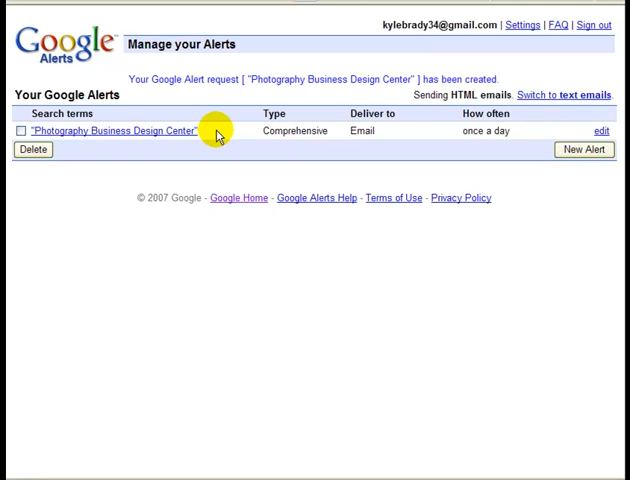 kylebrady34@gmail.com | Settings | FAQ | Sign out
Google Alerts
Manage your Alerts
Your Google Alert request [ "Photography Business Design Center" ] has been created.
Your Google Alerts Sending HTML emails. Switch to text emails.
Search terms Type Deliver to How often
"Photography Business Design Center" Comprehensive Email once a day edit
Delete New Alert
© 2007 Google - Google Home - Google Alerts Help - Terms of Use - Privacy Policy